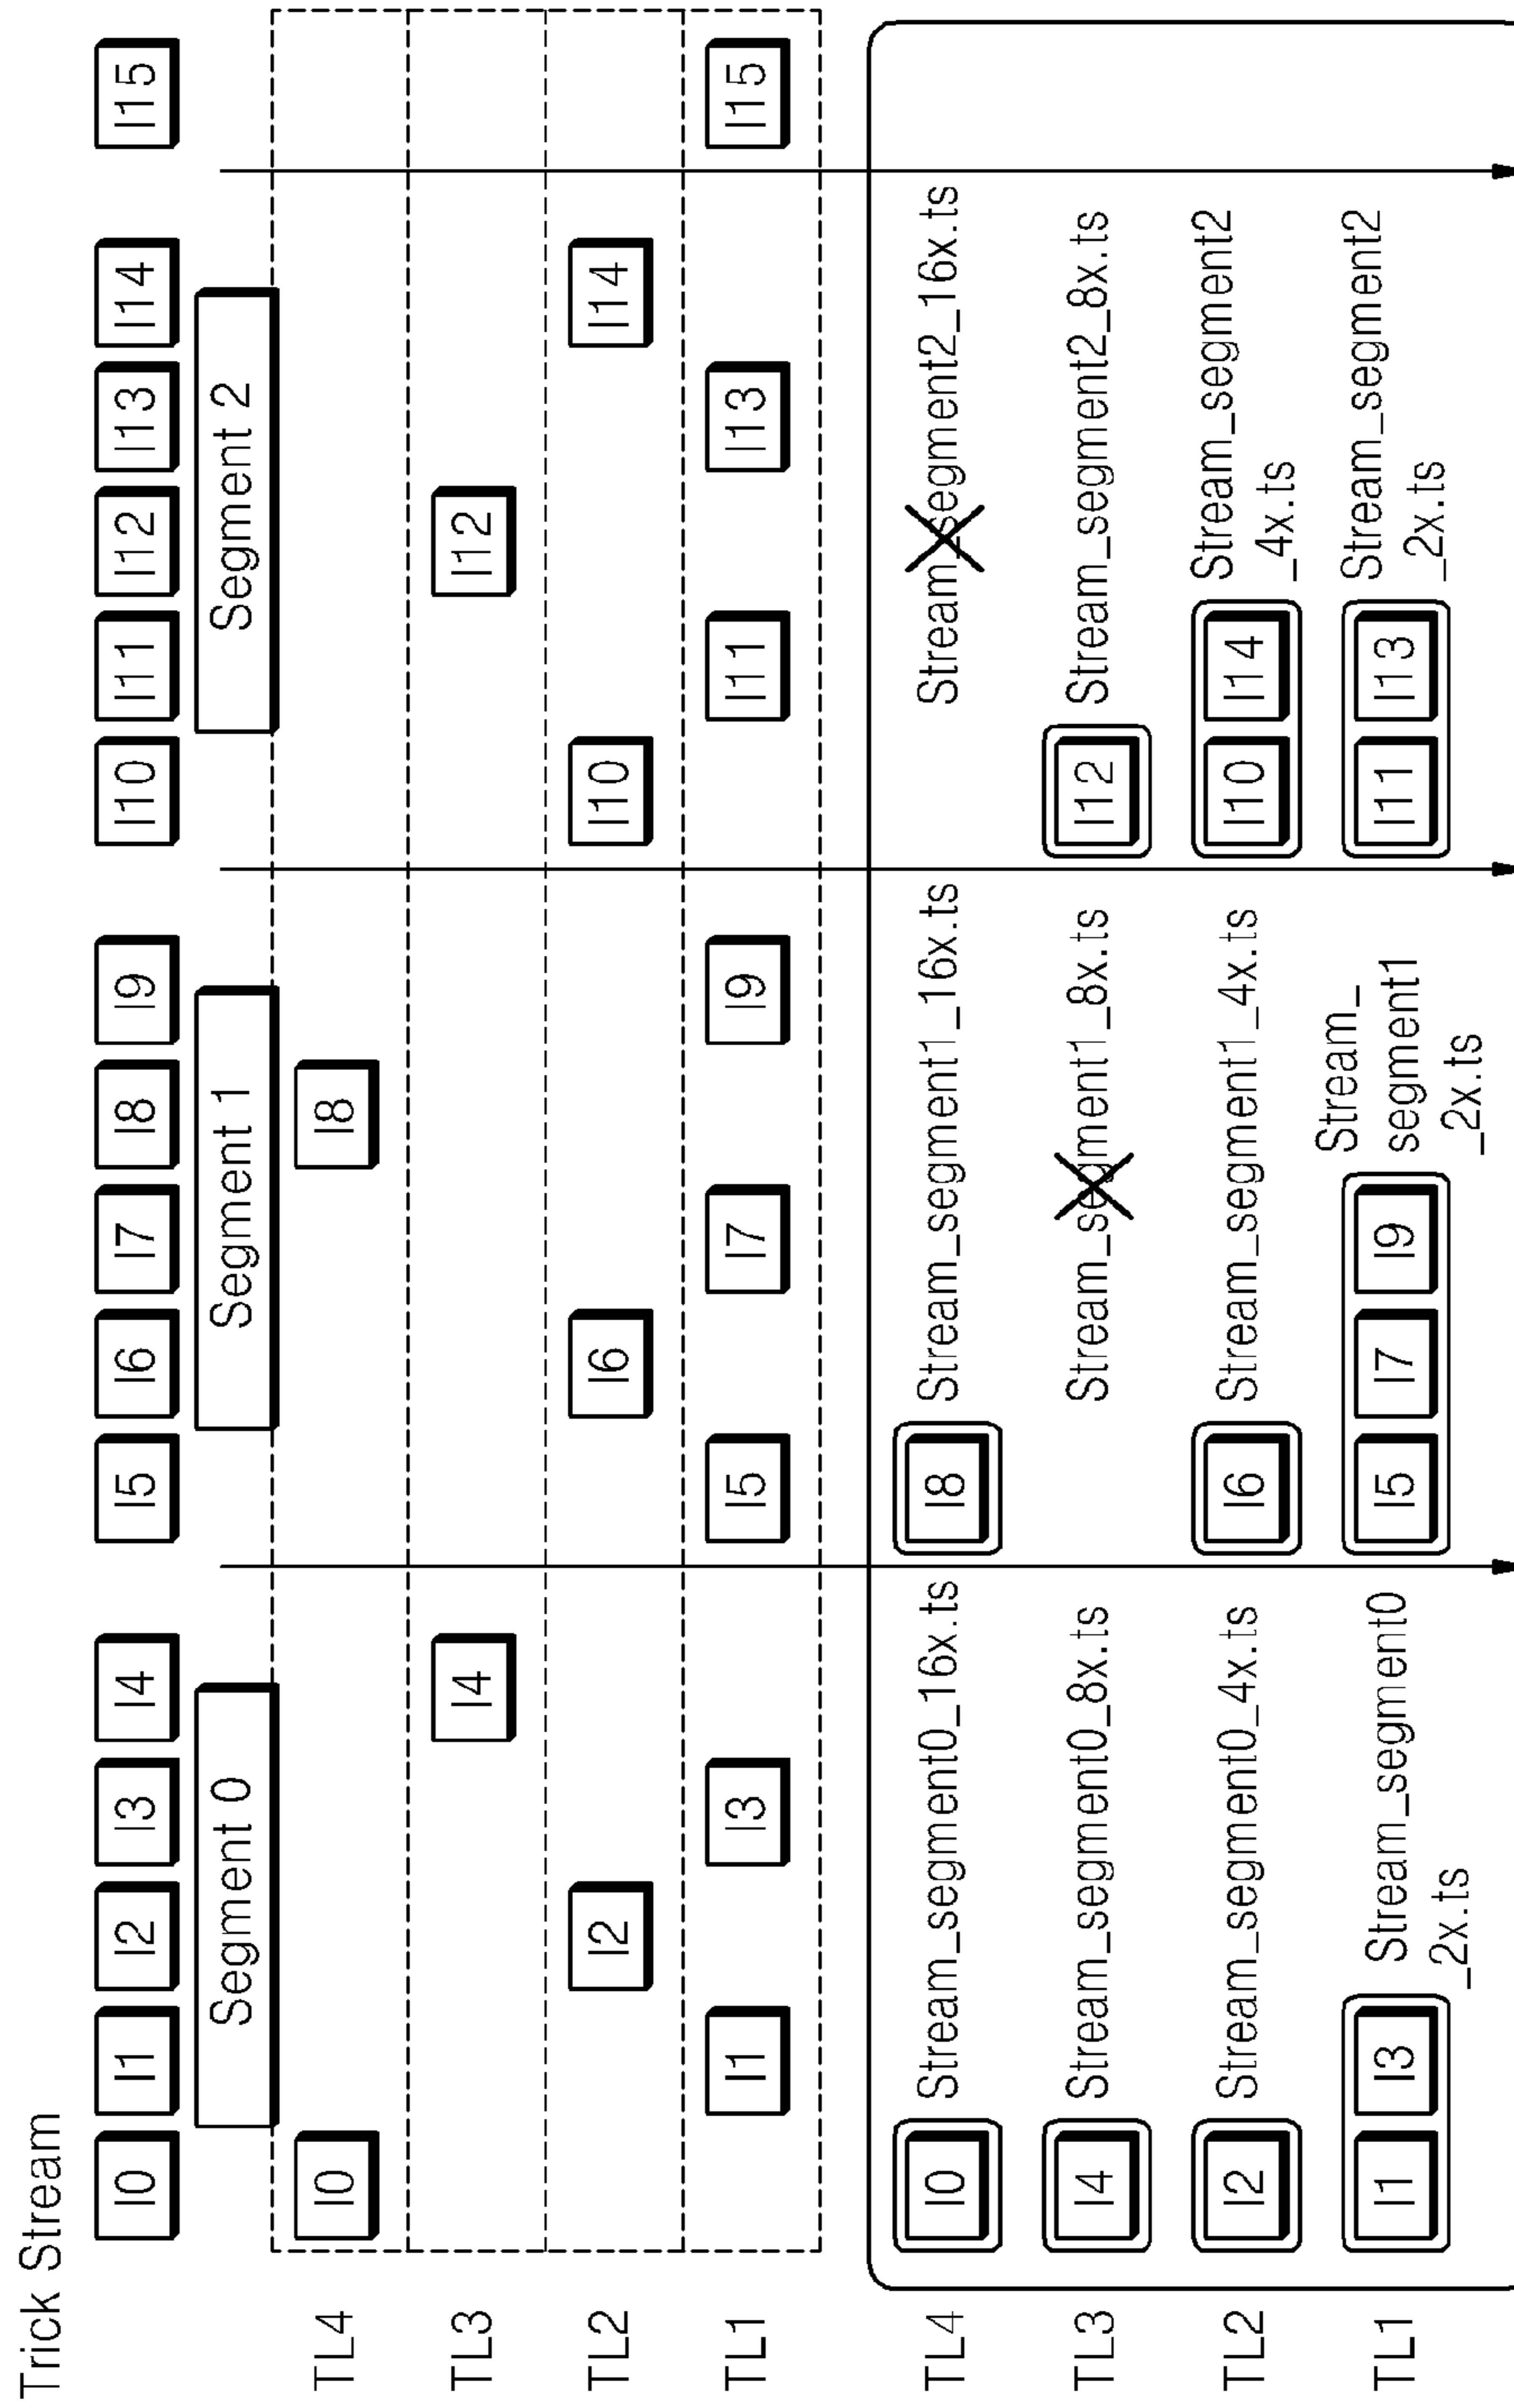 Trick Stream
I0 I1 I2 I3 I4 I5 I6 I7 I8 I9 I10 I11 I12 I13 I14 I15
Segment 0 Segment 1 Segment 2
TL4 I0 I8
TL3 I4 I12
TL2 I2 I6 I10 I14
TL1 I1 I3 I5 I7 I9 I11 I13 I15
TL4 I0 Stream_segment0_16x.ts I8 Stream_segment1_16x.ts Stream_segment2_16x.ts
TL3 I4 Stream_segment0_8x.ts Stream_segment1_8x.ts I12 Stream_segment2_8x.ts
TL2 I2 Stream_segment0_4x.ts I6 Stream_segment1_4x.ts I10 I14 Stream_segment2
_4x.ts
TL1 I1 I3 Stream_segment0
_2x.ts
I5 I7 I9 Stream_
segment1
_2x.ts
I11 I13 Stream_segment2
_2x.ts